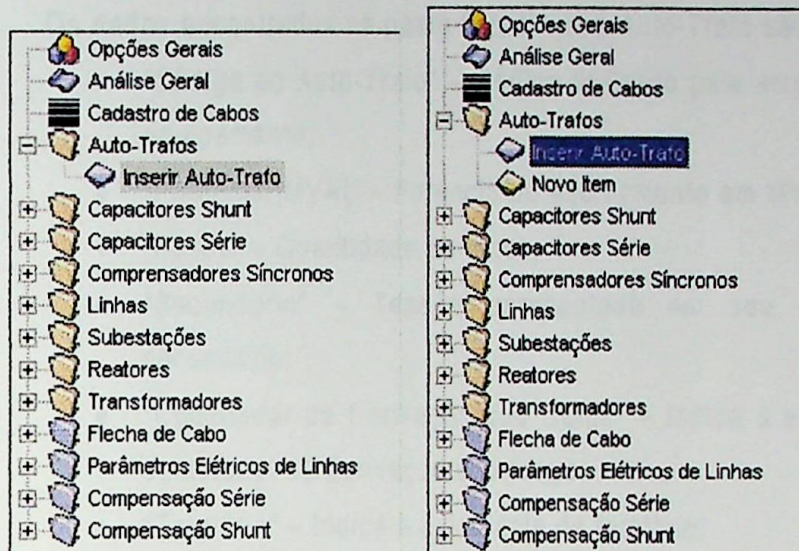 Opções Gerais
Análise Geral
Cadastro de Cabos
Auto-Trafos
Inserir Auto-Trafo
Capacitores Shunt
Capacitores Série
Comprensadores Síncronos
Linhas
Subestações
Reatores
Transformadores
Flecha de Cabo
Parâmetros Elétricos de Linhas
Compensação Série
Compensação Shunt
Opções Gerais
Análise Geral
Cadastro de Cabos
Auto-Trafos
Inserir Auto-Trafo
Novo Item
Capacitores Shunt
Capacitores Série
Comprensadores Síncronos
Linhas
Subestações
Reatores
Transformadores
Flecha de Cabo
Parâmetros Elétricos de Linhas
Compensação Série
Compensação Shunt